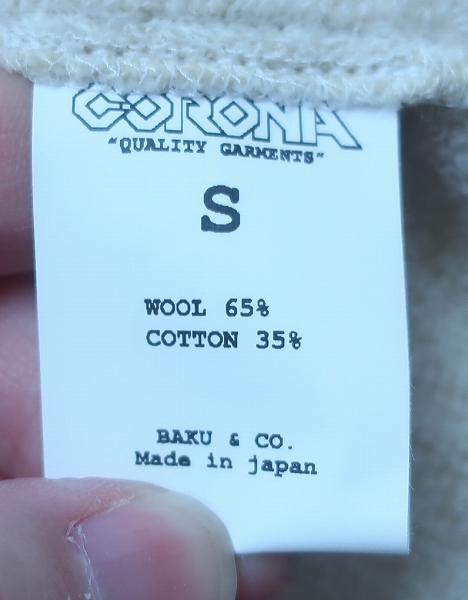 CORONA
"QUALITY GARMENTS"
S
WOOL 65%
COTTON 35%
BAKU & CO.
Made in japan